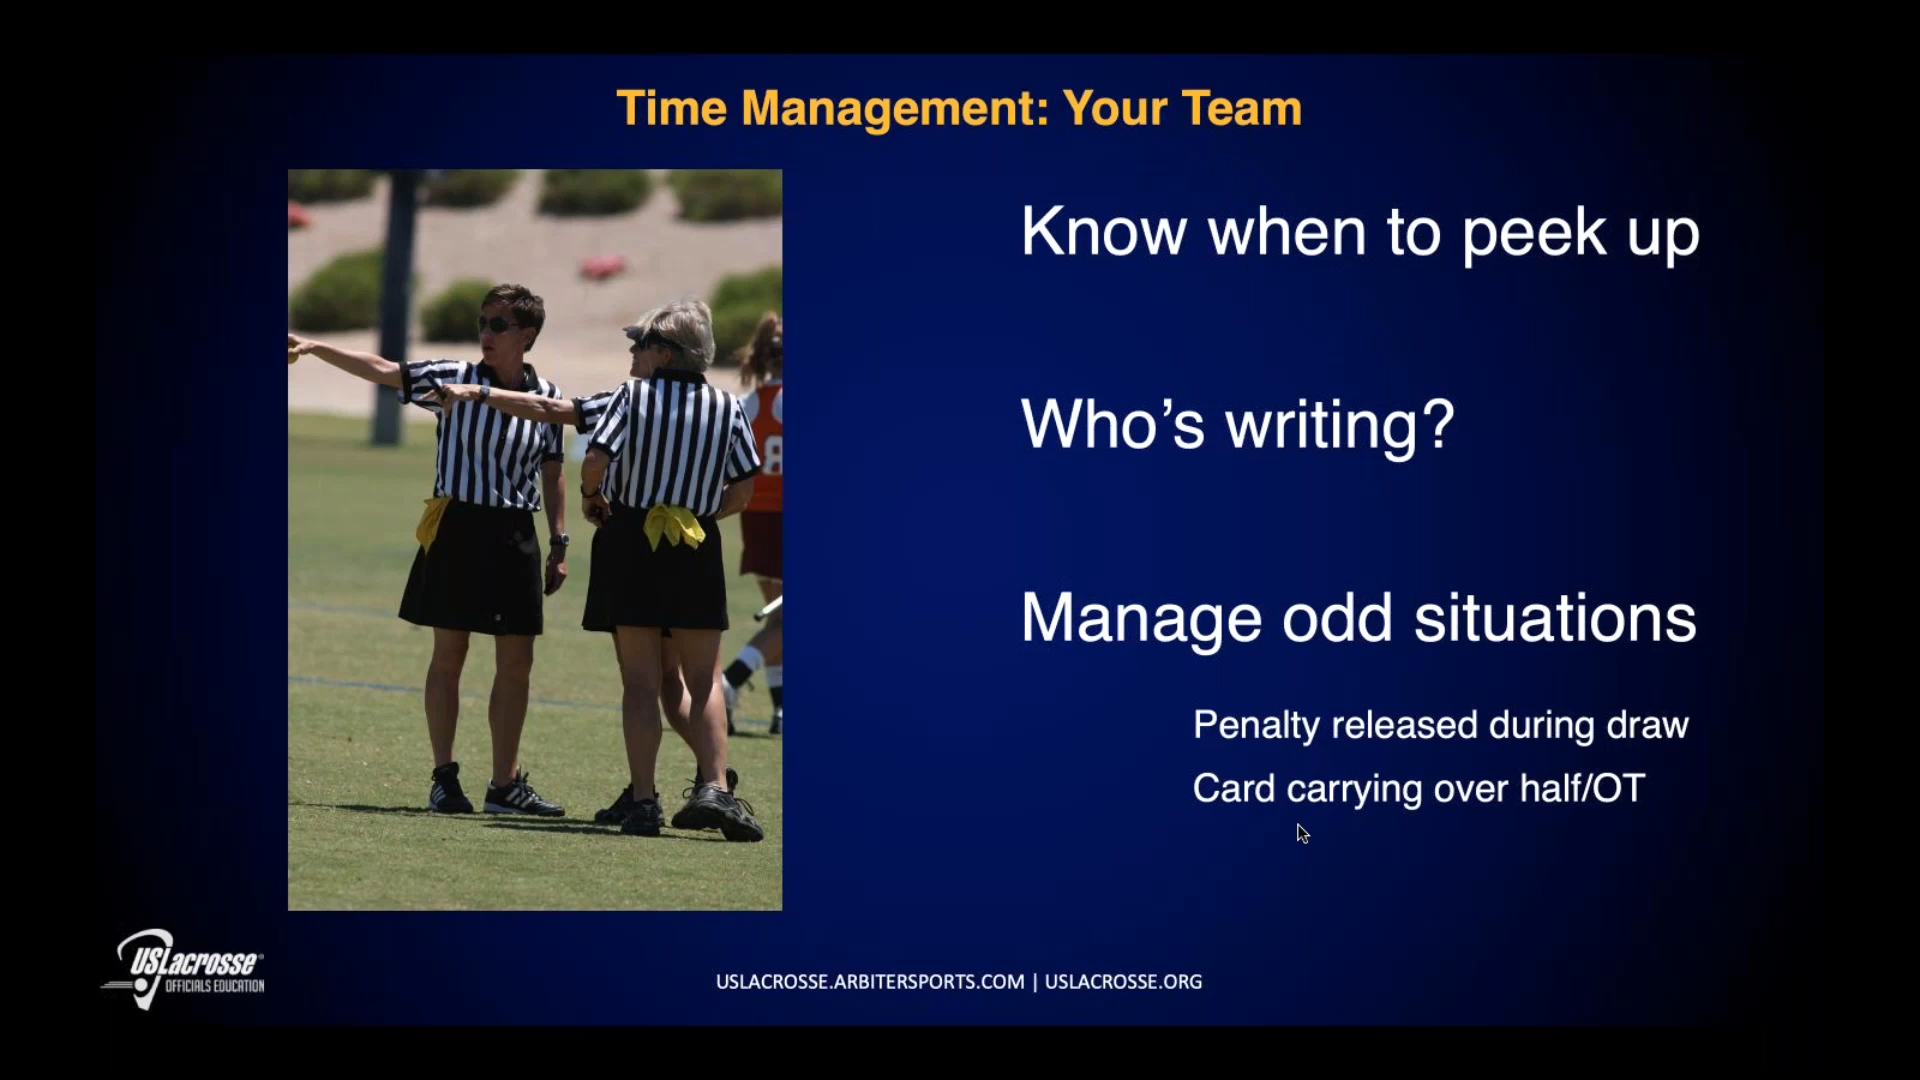 Time Management: Your Team
Know when to peek up
Who’s writing?
Manage odd situations
Penalty released during draw
Card carrying over half/OT
8
USLacrosse
OFFICIALS EDUCATION
USLACROSSE.ARBITERSPORTS.COM | USLACROSSE.ORG